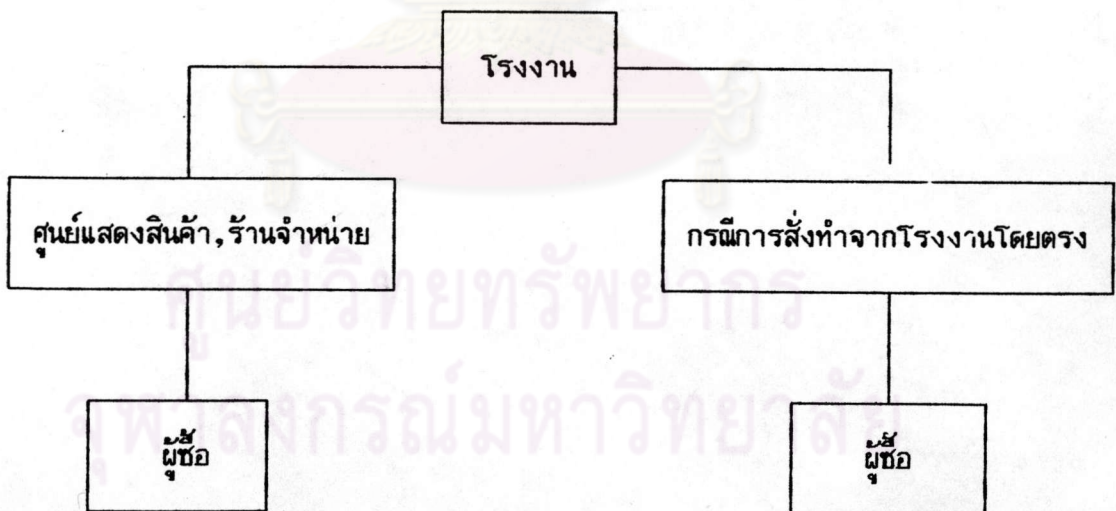 โรงงาน
ศูนย์แสดงสินค้า,ร้านจำหน่าย
กรณีการสั่งทำจากโรงงานโดยตรง
ศูนย์วิทยทรัพยากร
จุฬาลงกรณ์มหาวิทยาลัย
ผู้ซื้อ
ผู้ซื้อ